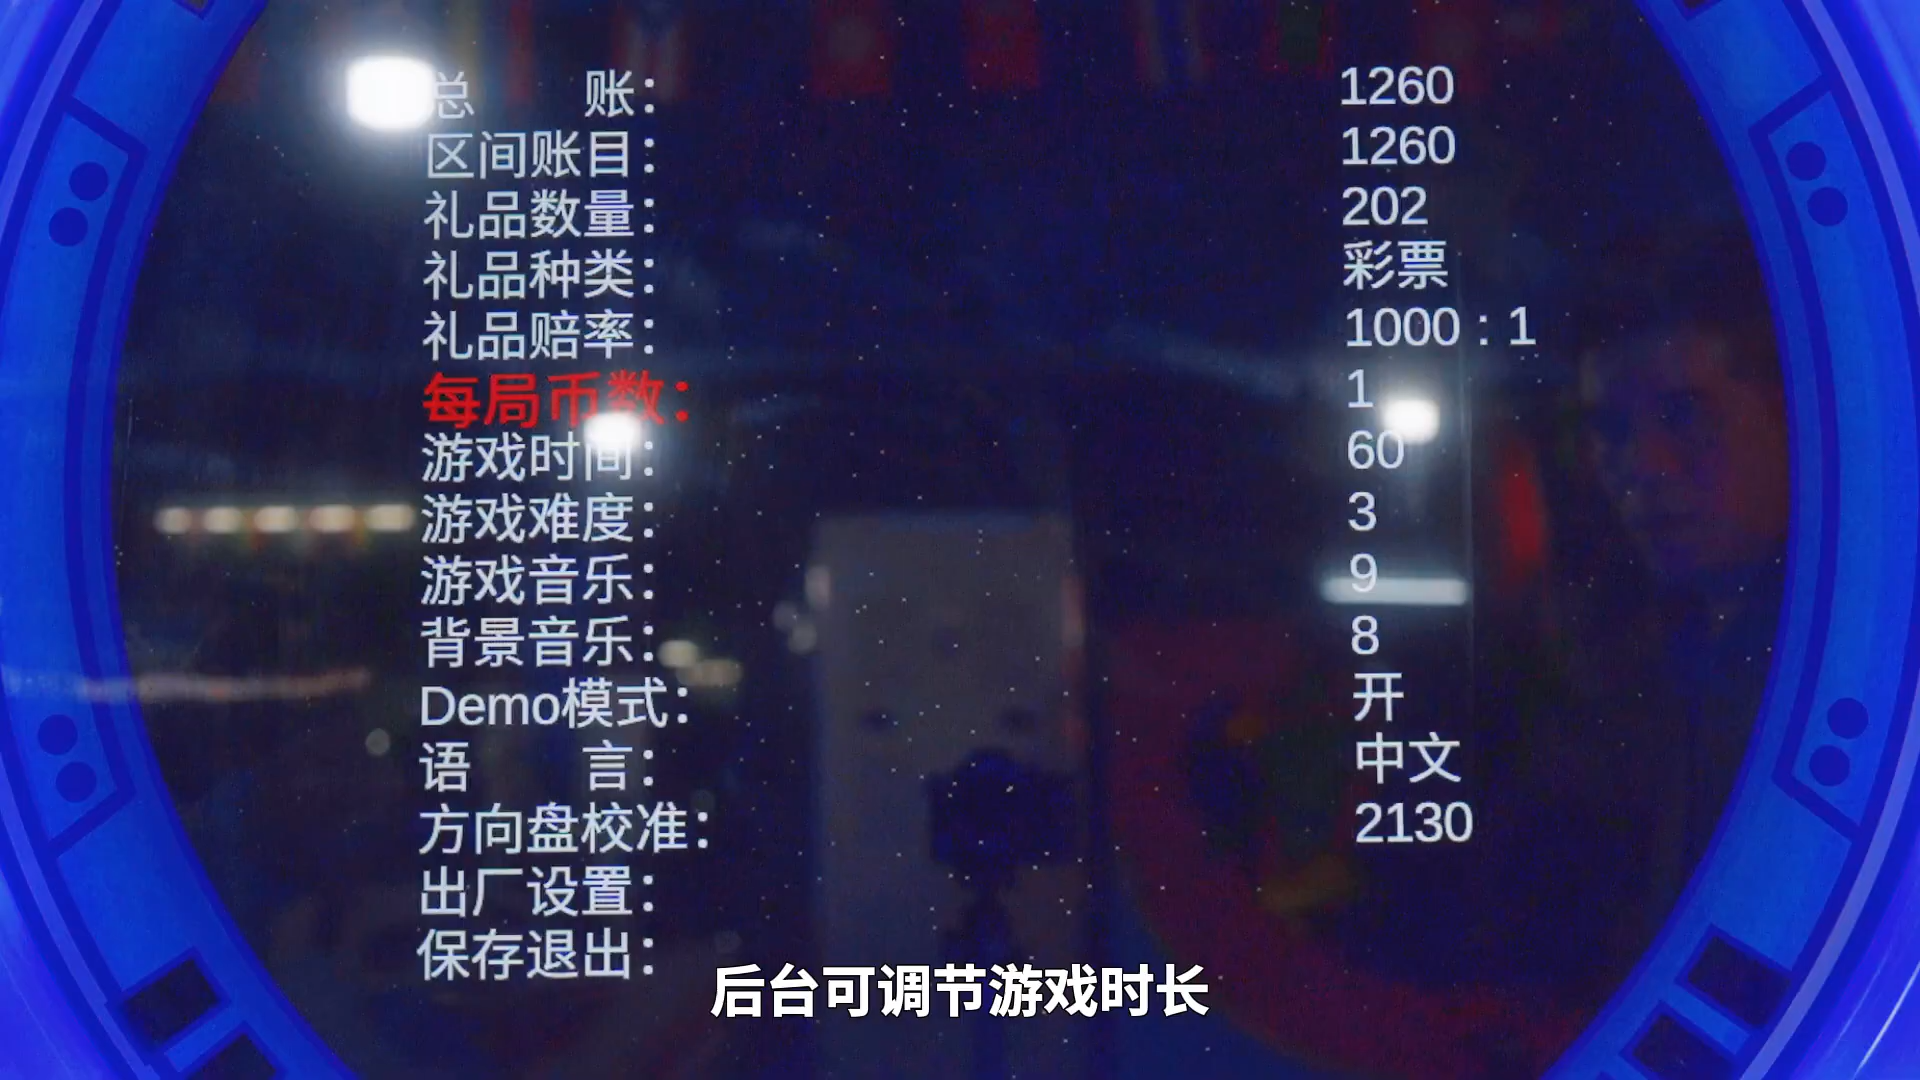 总 账： 1260
区间账目： 1260
礼品数量： 202
礼品种类： 彩票
礼品赔率： 1000 : 1
每局币数： 1
游戏时间： 60
游戏难度： 3
游戏音乐： 9
背景音乐： 8
Demo模式： 开
语 言： 中文
方向盘校准： 2130
出厂设置：
保存退出：
后台可调节游戏时长